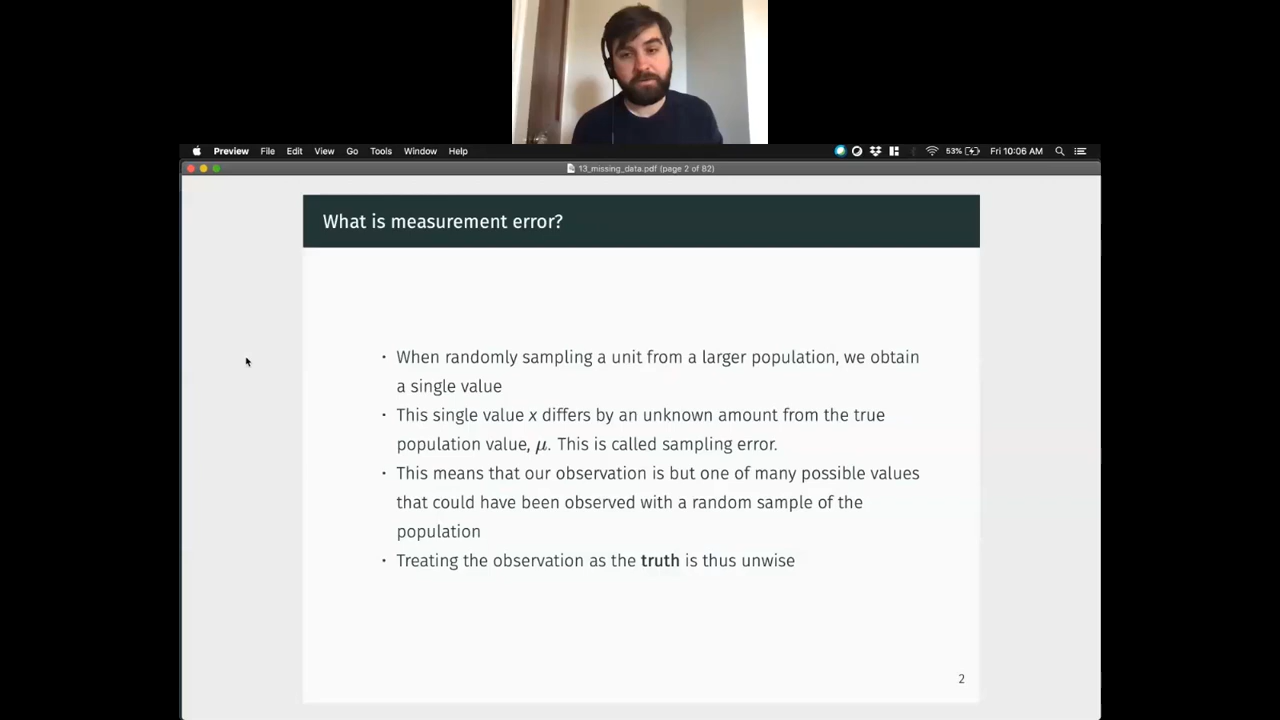 Preview File Edit View Go Tools Window Help 53% Fri 10:06 AM
13_missing_data.pdf (page 2 of 82)
What is measurement error?
• When randomly sampling a unit from a larger population, we obtain
a single value
• This single value x differs by an unknown amount from the true
population value, μ. This is called sampling error.
• This means that our observation is but one of many possible values
that could have been observed with a random sample of the
population
• Treating the observation as the truth is thus unwise
2